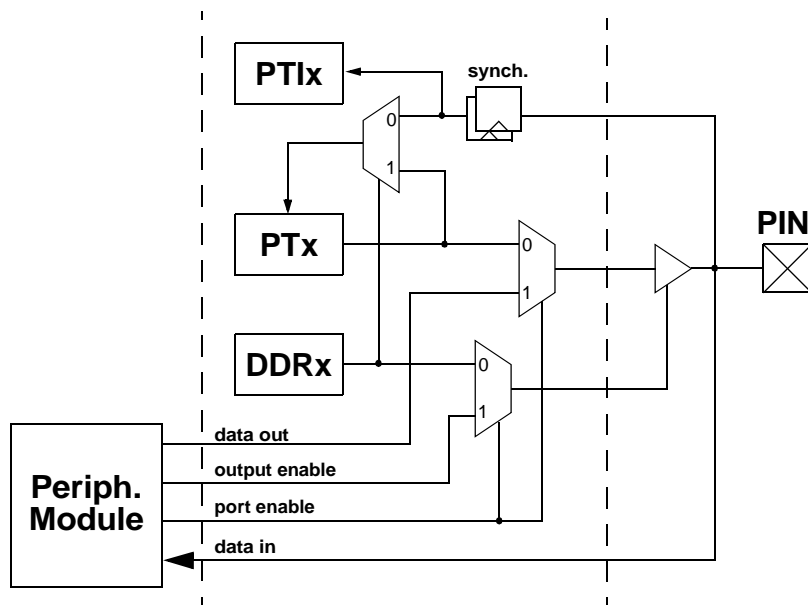 PTIx
synch.
0
1
PTx
PIN
0
1
DDRx
0
1
data out
output enable
Periph.
Module
port enable
data in